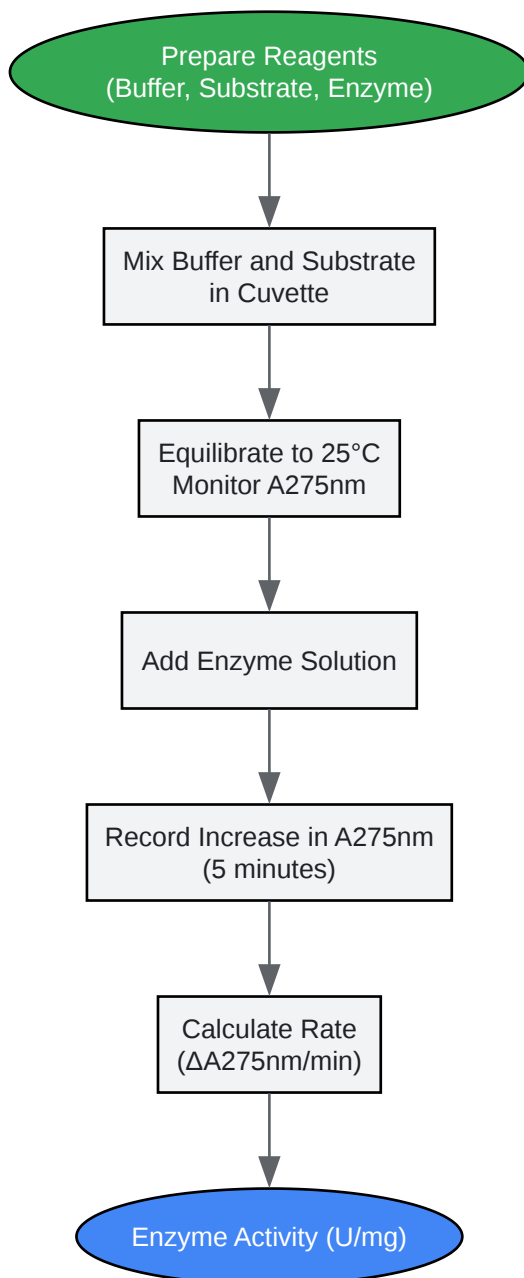 Prepare Reagents
(Buffer, Substrate, Enzyme)
Mix Buffer and Substrate
in Cuvette
Equilibrate to 25°C
Monitor A275nm
Add Enzyme Solution
Record Increase in A275nm
(5 minutes)
Calculate Rate
(ΔA275nm/min)
Enzyme Activity (U/mg)